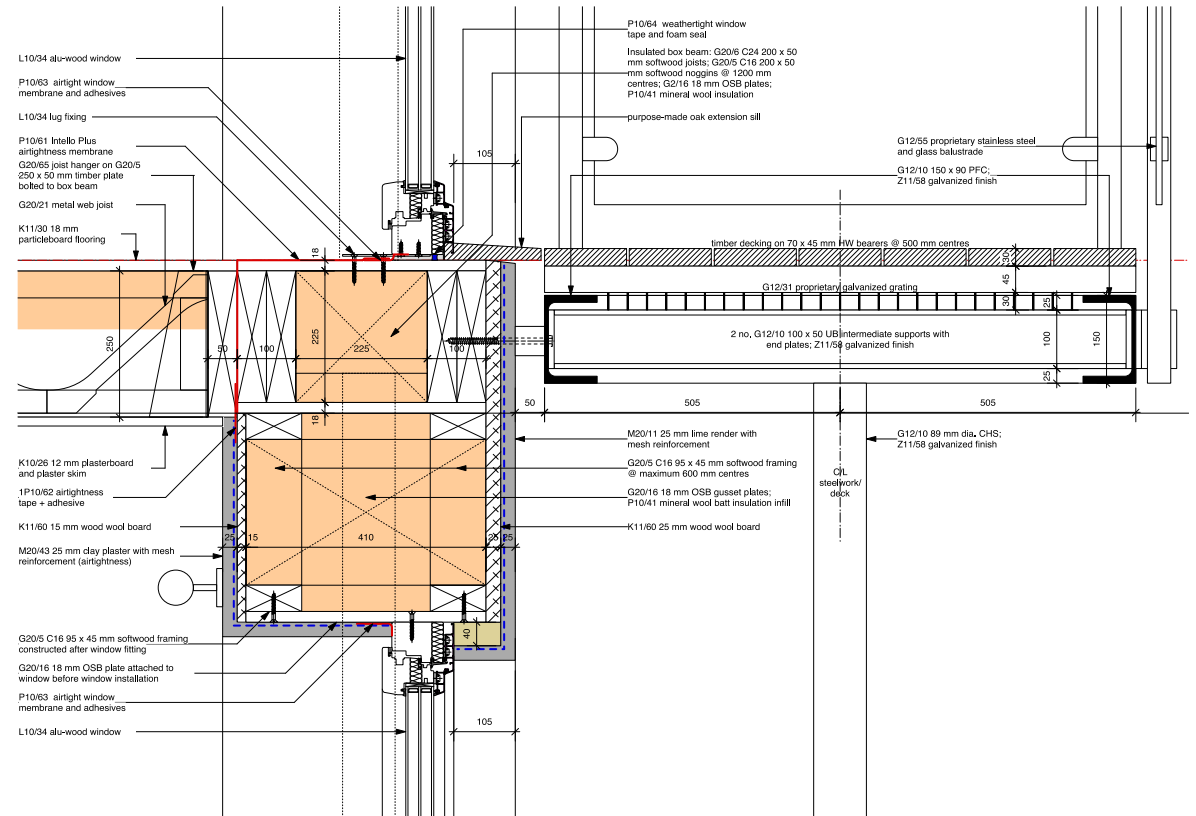 L10/34 alu-wood window
P10/63 airtight window
membrane and adhesives
L10/34 lug fixing
P10/61 Intello Plus
airtightness membrane
G20/65 joist hanger on G20/5
250 x 50 mm timber plate
bolted to box beam
G20/21 metal web joist
K11/30 18 mm
particleboard flooring
K10/26 12 mm plasterboard
and plaster skim
1P10/62 airtightness
tape + adhesive
K11/60 15 mm wood wool board
M20/43 25 mm clay plaster with mesh
reinforcement (airtightness)
G20/5 C16 95 x 45 mm softwood framing
constructed after window fitting
G20/16 18 mm OSB plate attached to
window before window installation
P10/63 airtight window
membrane and adhesives
L10/34 alu-wood window
P10/64 weathertight window
tape and foam seal
Insulated box beam: G20/6 C24 200 x 50
mm softwood joists; G20/5 C16 200 x 50
mm softwood noggins @ 1200 mm
centres; G2/16 18 mm OSB plates;
P10/41 mineral wool insulation
purpose-made oak extension sill
G12/55 proprietary stainless steel
and glass balustrade
G12/10 150 x 90 PFC;
Z11/58 galvanized finish
timber decking on 70 x 45 mm HW bearers @ 500 mm centres
G12/31 proprietary galvanized grating
2 no, G12/10 100 x 50 UB intermediate supports with
end plates; Z11/58 galvanized finish
M20/11 25 mm lime render with
mesh reinforcement
G20/5 C16 95 x 45 mm softwood framing
@ maximum 600 mm centres
G20/16 18 mm OSB gusset plates;
P10/41 mineral wool batt insulation infill
K11/60 25 mm wood wool board
G12/10 89 mm dia. CHS;
Z11/58 galvanized finish
C/L
steelwork/
deck
105
18
250
225
50
100
225
100
18
30
45
30
25
100
150
25
50
505
505
25
15
410
25
25
40
105